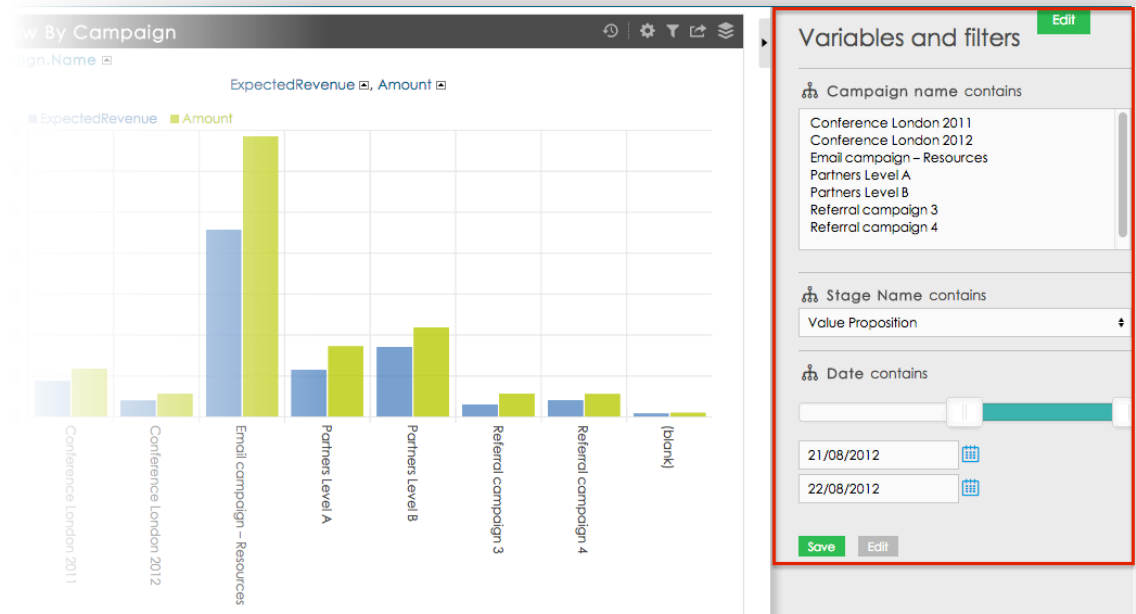 w By Campaign
aign.Name
ExpectedRevenue , Amount
ExpectedRevenue Amount
Conference London 2011
Conference London 2012
Email campaign – Resources
Partners Level A
Partners Level B
Referral campaign 3
Referral campaign 4
(blank)
Edit
Variables and filters
Campaign name contains
Conference London 2011
Conference London 2012
Email campaign – Resources
Partners Level A
Partners Level B
Referral campaign 3
Referral campaign 4
Stage Name contains
Value Proposition
Date contains
21/08/2012
22/08/2012
Save Edit